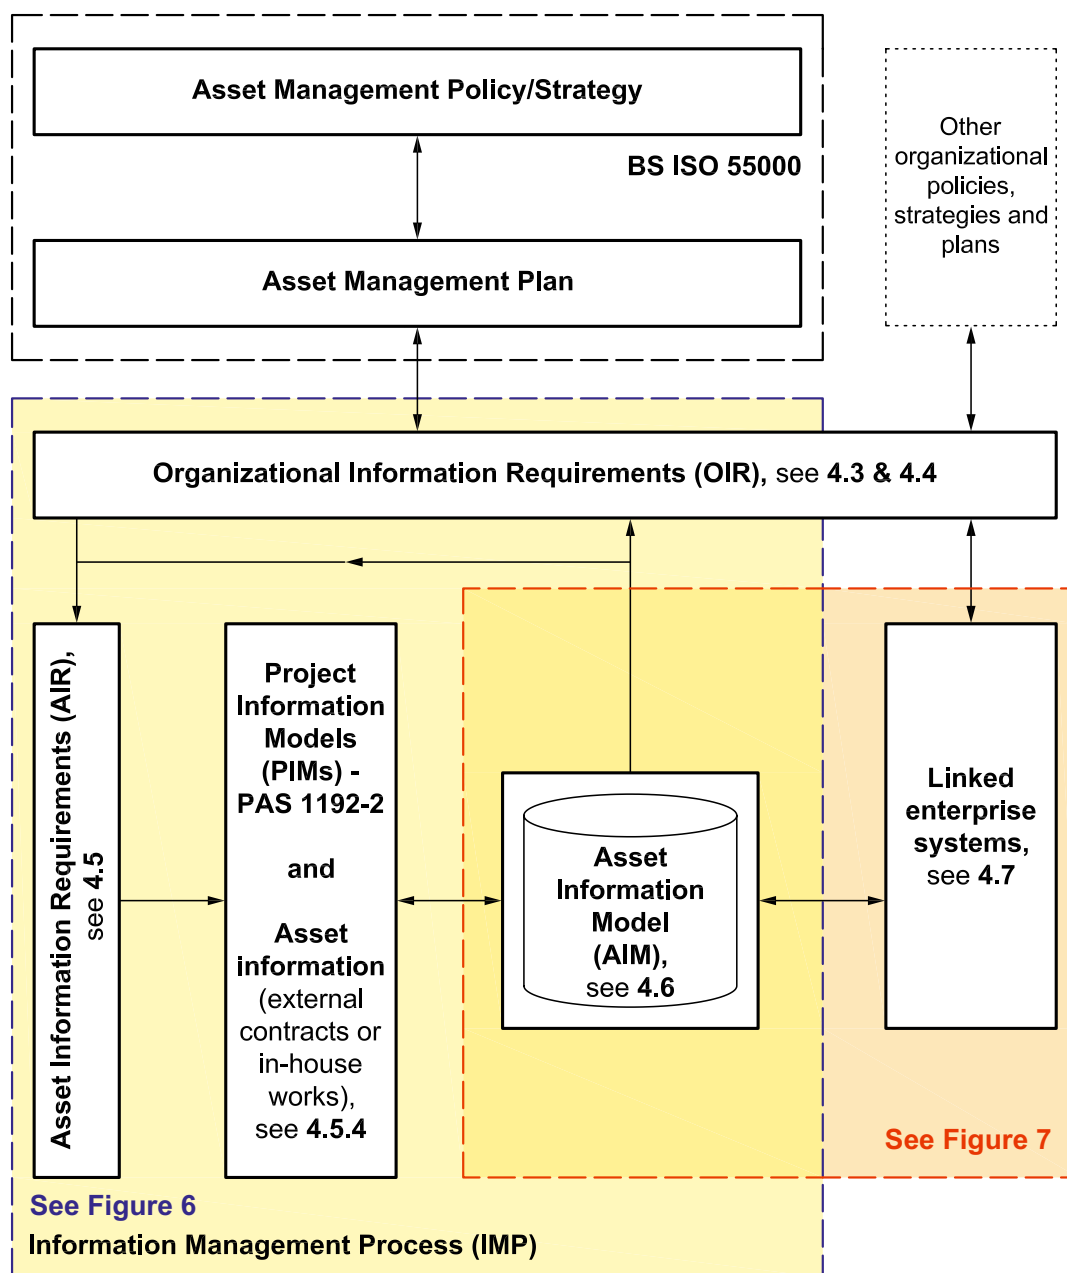 Asset Management Policy/Strategy
BS ISO 55000
Asset Management Plan
Other
organizational
policies,
strategies and
plans
Organizational Information Requirements (OIR), see 4.3 & 4.4
Asset Information Requirements (AIR),
see 4.5
Project
Information
Models
(PIMs) -
PAS 1192-2
and
Asset
information
(external
contracts or
in-house
works),
see 4.5.4
Asset
Information
Model
(AIM),
see 4.6
Linked
enterprise
systems,
see 4.7
See Figure 7
See Figure 6
Information Management Process (IMP)